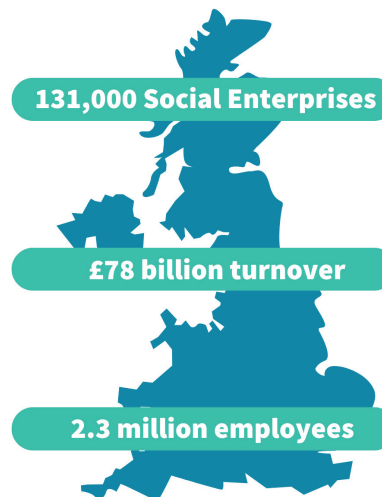 131,000 Social Enterprises
£78 billion turnover
2.3 million employees